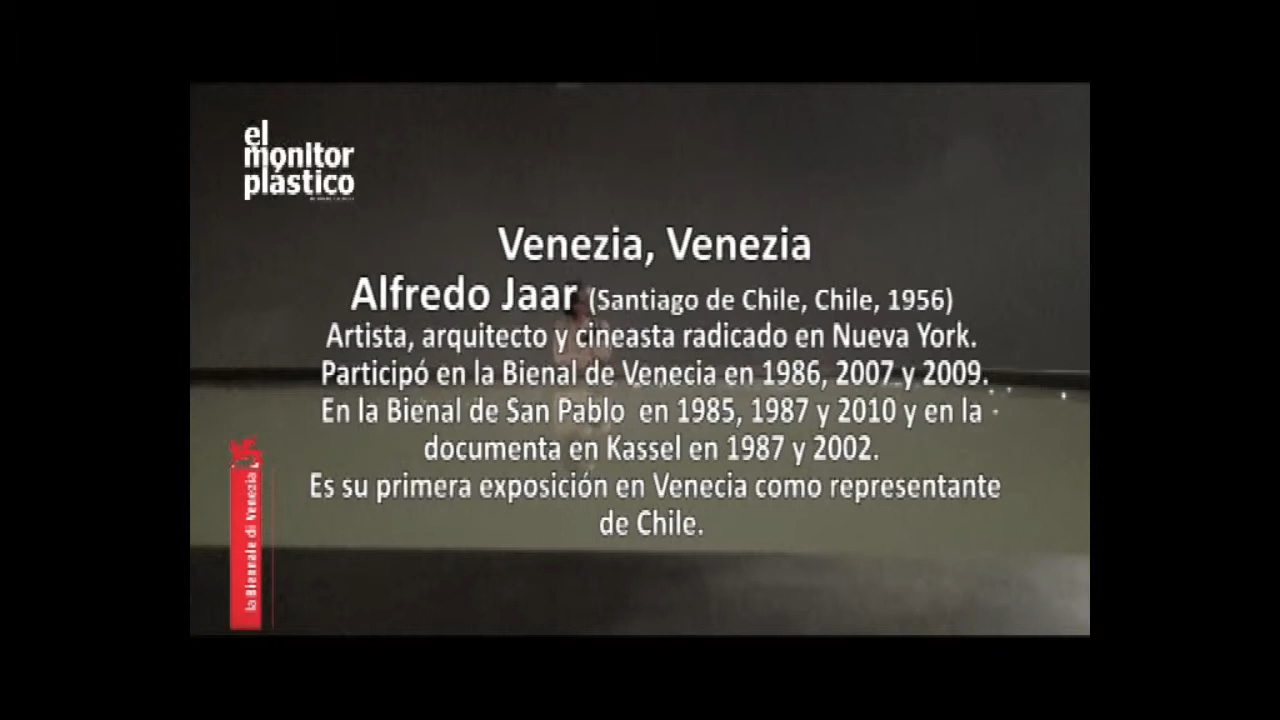 el
monitor
plástico
Venezia, Venezia
Alfredo Jaar (Santiago de Chile, Chile, 1956)
Artista, arquitecto y cineasta radicado en Nueva York.
Participó en la Bienal de Venecia en 1986, 2007 y 2009.
En la Bienal de San Pablo en 1985, 1987 y 2010 y en la
documenta en Kassel en 1987 y 2002.
Es su primera exposición en Venecia como representante
de Chile.
la Biennale di Venezia